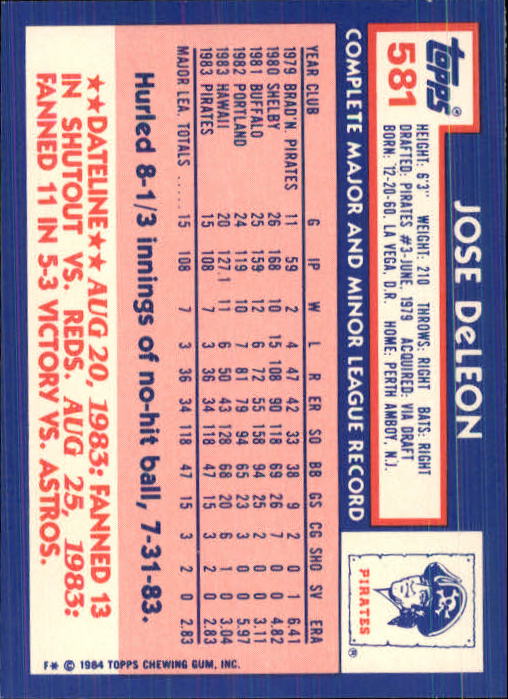 topps®
581
JOSE DeLEON
HEIGHT: 6'3" WEIGHT: 210 THROWS: RIGHT BATS: RIGHT
DRAFTED: PIRATES #3-JUNE, 1979 ACQUIRED: VIA DRAFT
BORN: 12-20-60, LA VEGA, D.R. HOME: PERTH AMBOY, N.J.
PIRATES
®
COMPLETE MAJOR AND MINOR LEAGUE RECORD
YEAR CLUB G IP W L R ER SO BB GS CG SHO SV ERA
1979 BRAD'N. PIRATES 11 59 2 4 47 42 33 38 9 2 0 1 6.41
1980 SHELBY 26 168 10 15 108 90 118 69 26 7 0 0 4.82
1981 BUFFALO 25 159 12 6 72 55 158 94 25 2 1 0 3.11
1982 PORTLAND 24 119 10 7 81 79 94 65 23 3 0 0 5.97
1983 HAWAII 20 127.1 11 6 50 43 128 68 20 6 1 0 3.04
1983 PIRATES 15 108 7 3 36 34 118 47 15 3 2 0 2.83
MAJOR LEA. TOTALS ..... 15 108 7 3 36 34 118 47 15 3 2 0 2.83
Hurled 8-1/3 innings of no-hit ball, 7-31-83.
★★DATELINE★★ AUG 20, 1983: FANNED 13
IN SHUTOUT VS. REDS. AUG 25, 1983:
FANNED 11 IN 5-3 VICTORY VS. ASTROS.
F* © 1984 TOPPS CHEWING GUM, INC.